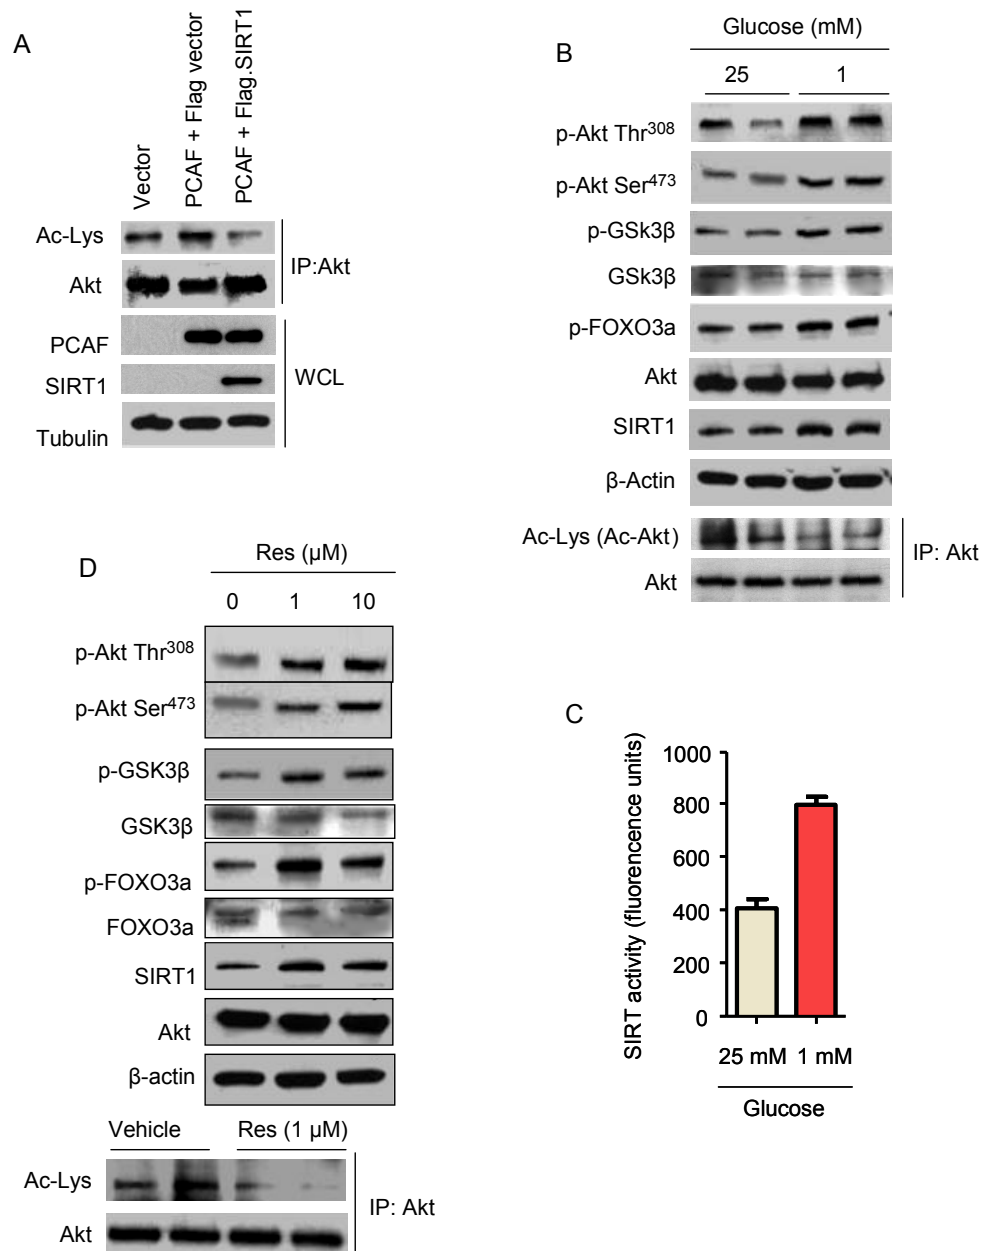 A
Vector
PCAF + Flag vector
PCAF + Flag.SIRT1
Ac-Lys
Akt
IP:Akt
PCAF
SIRT1
Tubulin
WCL
B
Glucose (mM)
25 1
p-Akt Thr308
p-Akt Ser473
p-GSk3β
GSk3β
p-FOXO3a
Akt
SIRT1
β-Actin
Ac-Lys (Ac-Akt)
Akt
IP: Akt
D
Res (µM)
0 1 10
p-Akt Thr308
p-Akt Ser473
p-GSK3β
GSK3β
p-FOXO3a
FOXO3a
SIRT1
Akt
β-actin
Vehicle Res (1 µM)
Ac-Lys
Akt
IP: Akt
C
SIRT activity (fluorescence units)
1000
800
600
400
200
0
25 mM 1 mM
Glucose